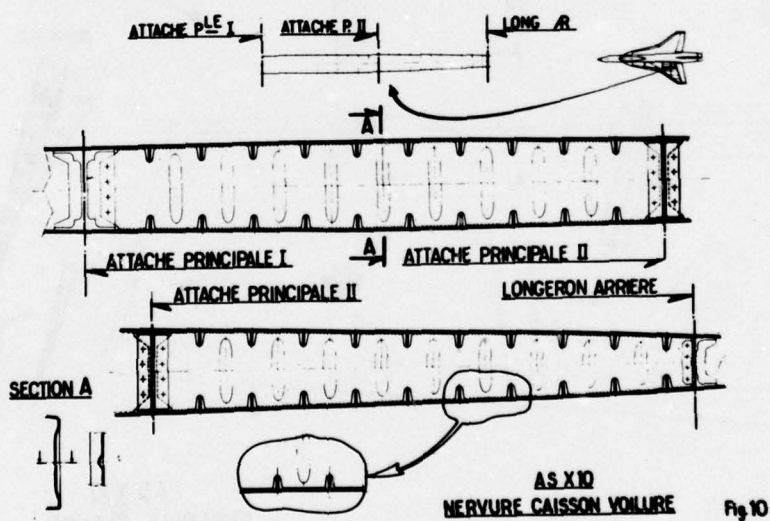 ATTACHE PLE I
ATTACHE P. II
LONG AR
A
A
ATTACHE PRINCIPALE I
ATTACHE PRINCIPALE II
ATTACHE PRINCIPALE II
LONGERON ARRIERE
SECTION A
AS X10
NERVURE CAISSON VOILURE
Fig 10